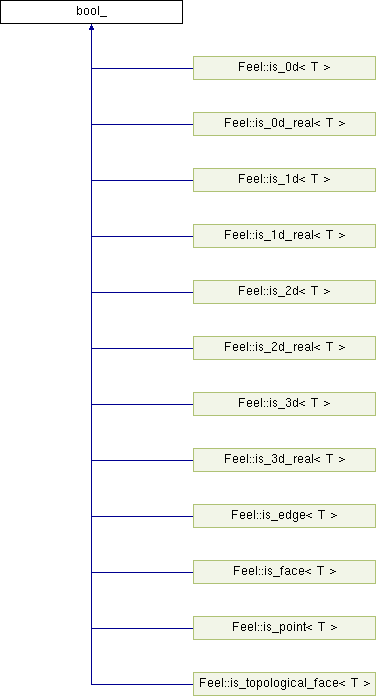 bool_
Feel::is_0d< T >
Feel::is_0d_real< T >
Feel::is_1d< T >
Feel::is_1d_real< T >
Feel::is_2d< T >
Feel::is_2d_real< T >
Feel::is_3d< T >
Feel::is_3d_real< T >
Feel::is_edge< T >
Feel::is_face< T >
Feel::is_point< T >
Feel::is_topological_face< T >